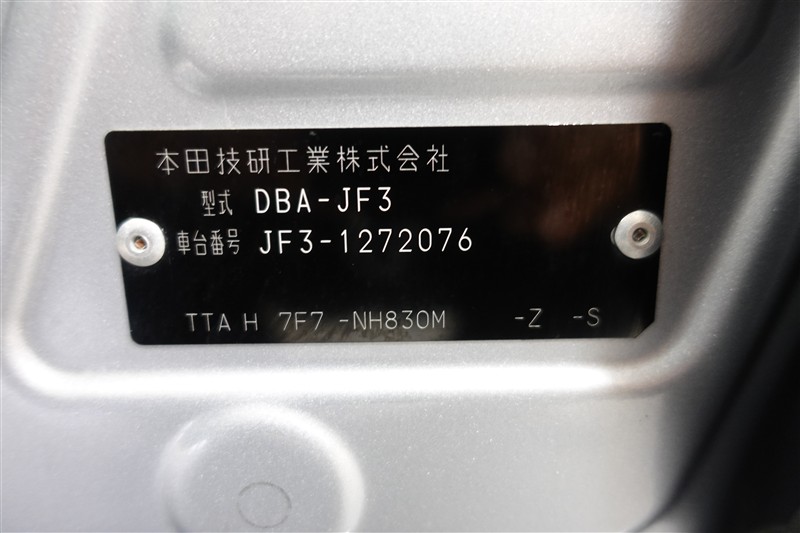 本田技研工業株式会社
型式 DBA-JF3
車台番号 JF3-1272076
TTA H 7F7 -NH830M -Z -S